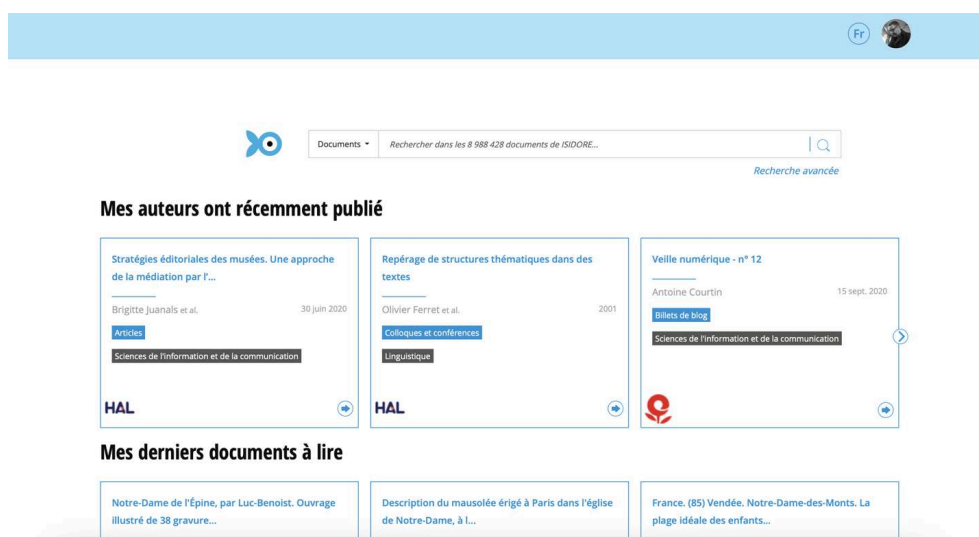 Fr
Documents
Rechercher dans les 8 988 428 documents de ISIDORE...
Recherche avancée
Mes auteurs ont récemment publié
Stratégies éditoriales des musées. Une approche
de la médiation par l'...
Brigitte Juanals et al.
30 juin 2020
Articles
Sciences de l'information et de la communication
HAL
Repérage de structures thématiques dans des
textes
Olivier Ferret et al.
2001
Colloques et conférences
Linguistique
HAL
Veille numérique - n° 12
Antoine Courtin
15 sept. 2020
Billets de blog
Sciences de l'information et de la communication
Mes derniers documents à lire
Notre-Dame de l'Épine, par Luc-Benoist. Ouvrage
illustré de 38 gravure...
Description du mausolée érigé à Paris dans l'église
de Notre-Dame, à l...
France. (85) Vendée. Notre-Dame-des-Monts. La
plage idéale des enfants...